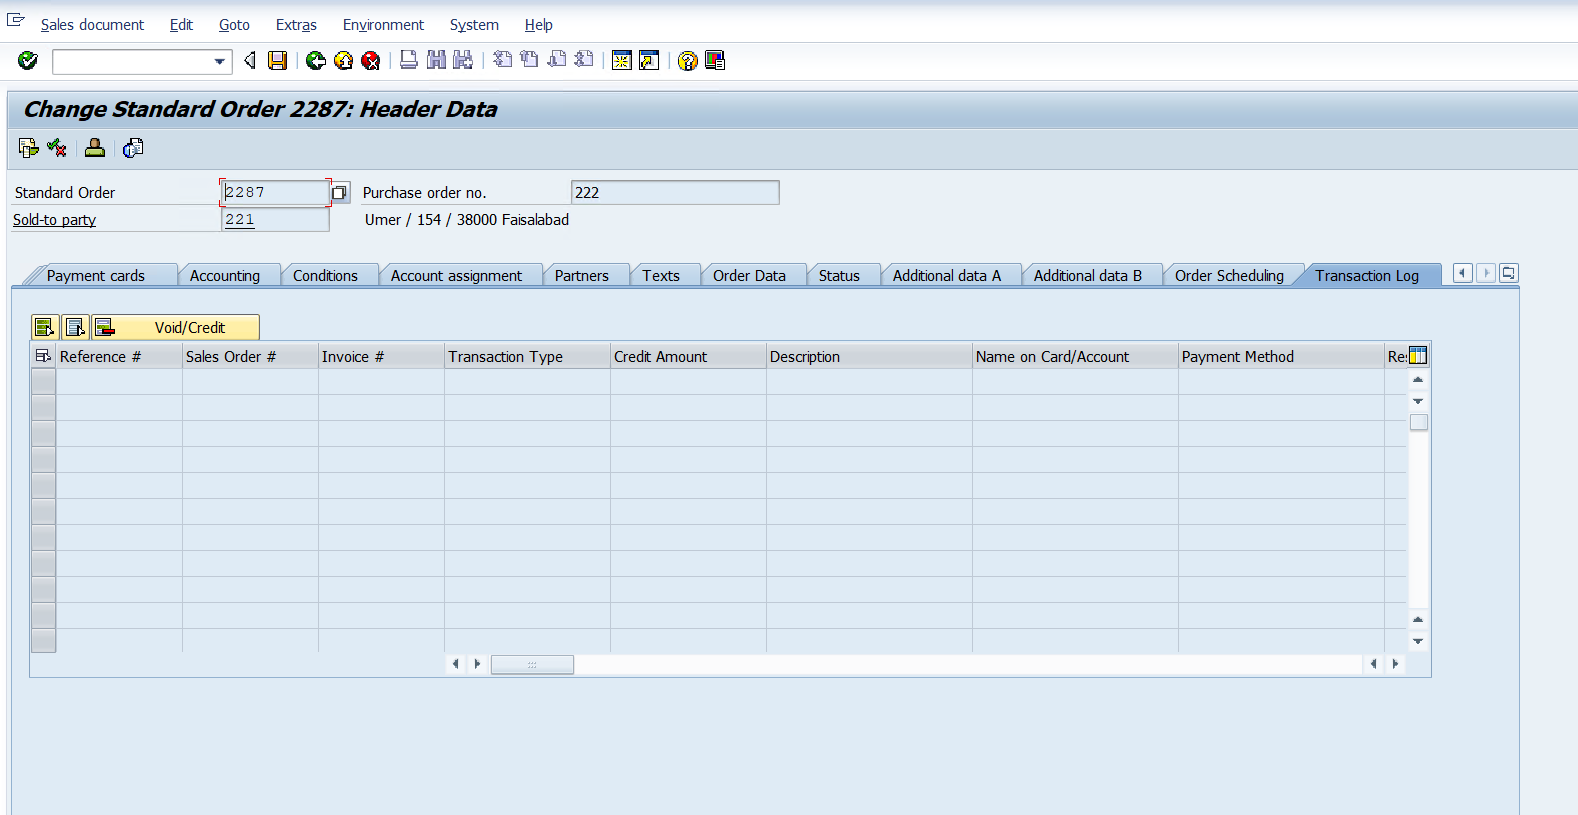 Sales document Edit Goto Extras Environment System Help
Change Standard Order 2287: Header Data
Standard Order 2287 Purchase order no. 222
Sold-to party 221 Umer / 154 / 38000 Faisalabad
Payment cards Accounting Conditions Account assignment Partners Texts Order Data Status Additional data A Additional data B Order Scheduling Transaction Log
Void/Credit
Reference # Sales Order # Invoice # Transaction Type Credit Amount Description Name on Card/Account Payment Method Res